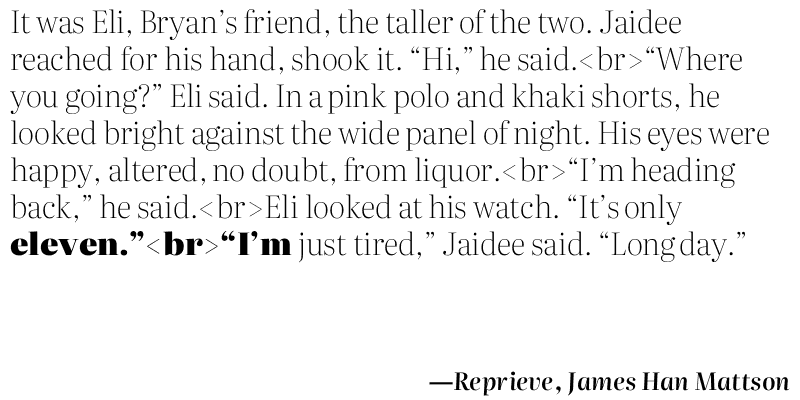 It was Eli, Bryan’s friend, the taller of the two. Jaidee
reached for his hand, shook it. “Hi,” he said.<br>“Where
you going?” Eli said. In a pink polo and khaki shorts, he
looked bright against the wide panel of night. His eyes were
happy, altered, no doubt, from liquor.<br>“I’m heading
back,” he said.<br>Eli looked at his watch. “It’s only
eleven.”<br>“I’m just tired,” Jaidee said. “Long day.”
—Reprieve, James Han Mattson